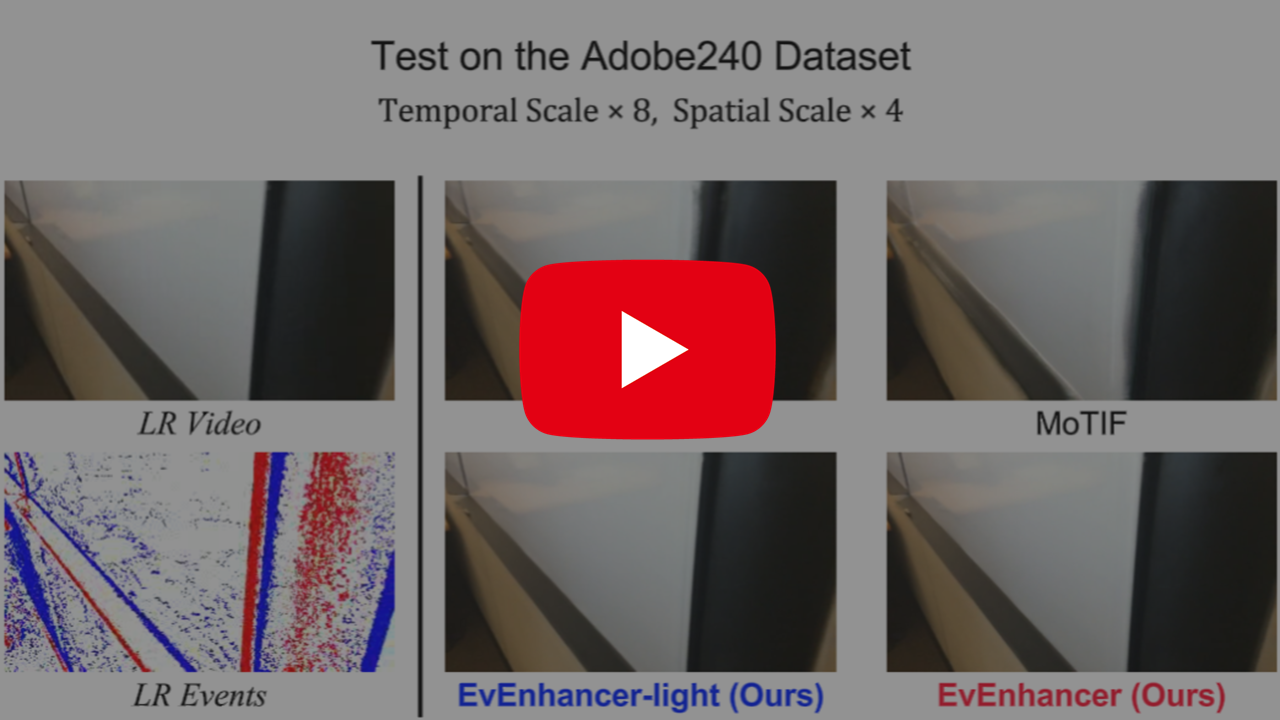 Test on the Adobe240 Dataset
Temporal Scale × 8, Spatial Scale × 4
LR Video
MoTIF
LR Events
EvEnhancer-light (Ours)
EvEnhancer (Ours)